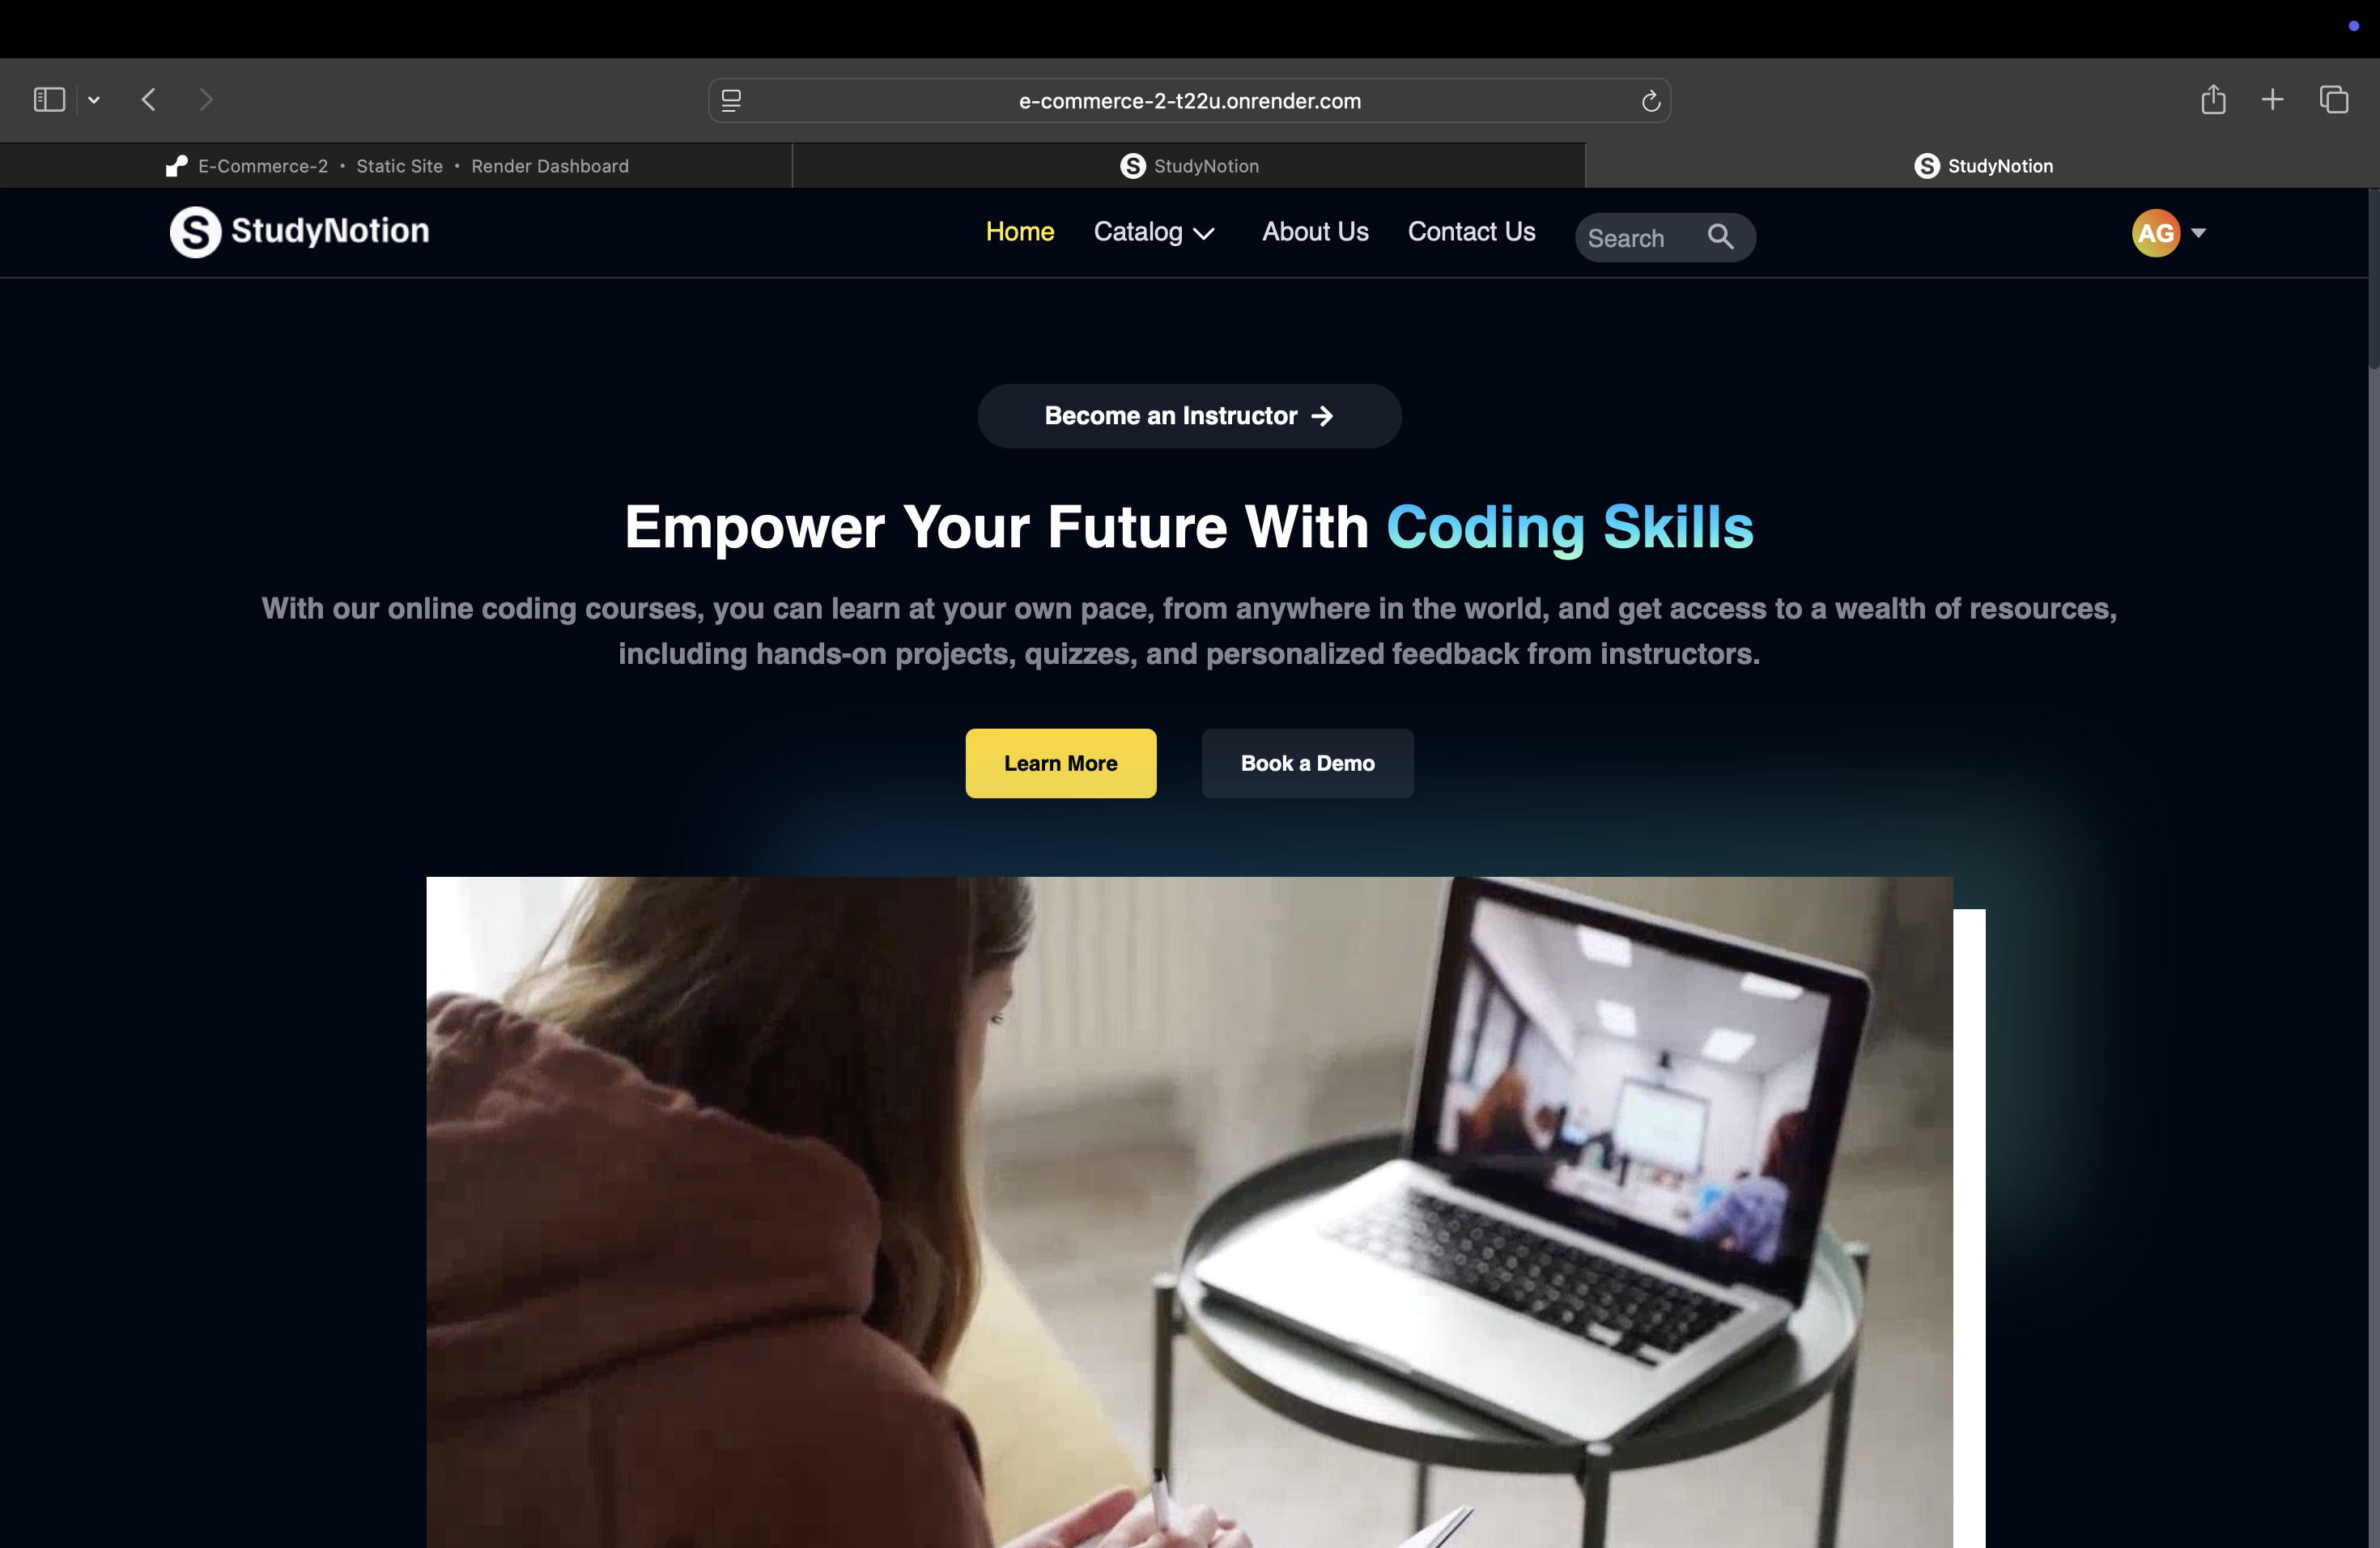 e-commerce-2-t22u.onrender.com
E-Commerce-2 • Static Site • Render Dashboard
S StudyNotion
S StudyNotion
S StudyNotion
Home
Catalog
About Us
Contact Us
Search
AG
Become an Instructor →
Empower Your Future With Coding Skills
With our online coding courses, you can learn at your own pace, from anywhere in the world, and get access to a wealth of resources,
including hands-on projects, quizzes, and personalized feedback from instructors.
Learn More
Book a Demo